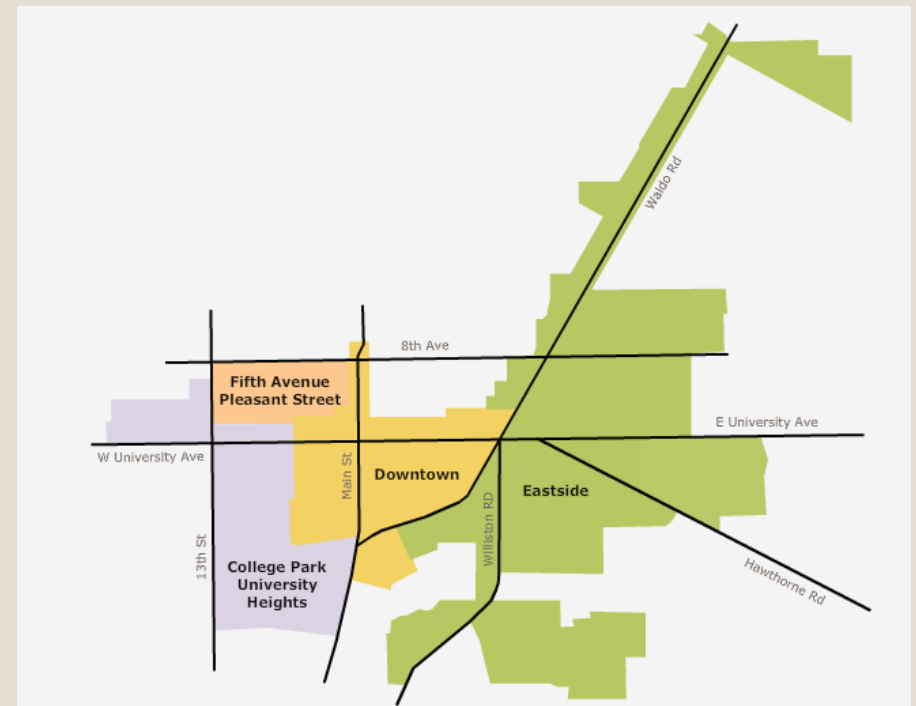 Waldo Rd
8th Ave
Fifth Avenue
Pleasant Street
E University Ave
W University Ave
Main St
Downtown
Eastside
Williston RD
13th St
College Park
University
Heights
Hawthorne Rd